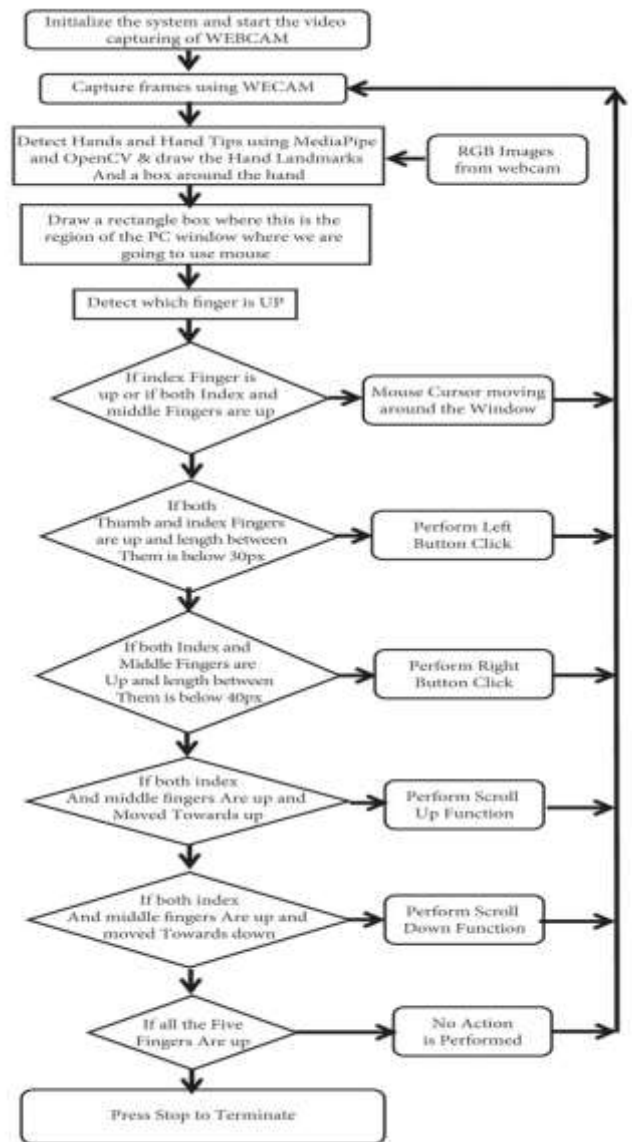 Initialize the system and start the video
capturing of WEBCAM
Capture frames using WECAM
Detect Hands and Hand Tips using MediaPipe
and OpenCV & draw the Hand Landmarks
And a box around the hand
RGB Images
from webcam
Draw a rectangle box where this is the
region of the PC window where we are
going to use mouse
Detect which finger is UP
If index Finger is
up or if both Index and
middle Fingers are up
Mouse Cursor moving
around the Window
If both
Thumb and index Fingers
are up and length between
Them is below 30px
Perform Left
Button Click
If both Index and
Middle Fingers are
Up and length between
Them is below 40px
Perform Right
Button Click
If both index
And middle fingers Are up and
Moved Towards up
Perform Scroll
Up Function
If both index
And middle fingers Are up and
moved Towards down
Perform Scroll
Down Function
If all the Five
Fingers Are up
No Action
is Performed
Press Stop to Terminate